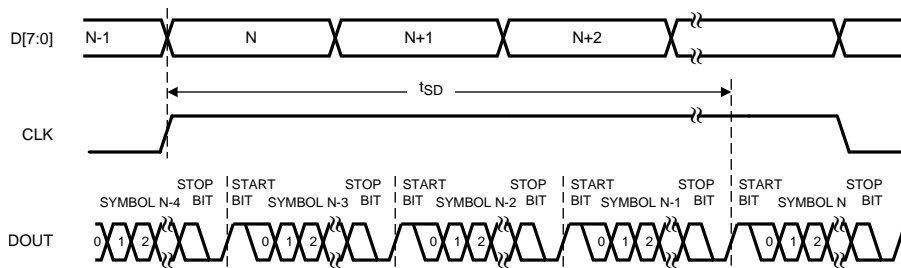 D[7:0] N-1 N N+1 N+2
tSD
CLK
STOP START STOP START STOP START STOP START STOP
BIT BIT BIT BIT BIT BIT BIT BIT BIT
SYMBOL N-4 SYMBOL N-3 SYMBOL N-2 SYMBOL N-1 SYMBOL N
DOUT 0 1 2 0 1 2 0 1 2 0 1 2 0 1 2